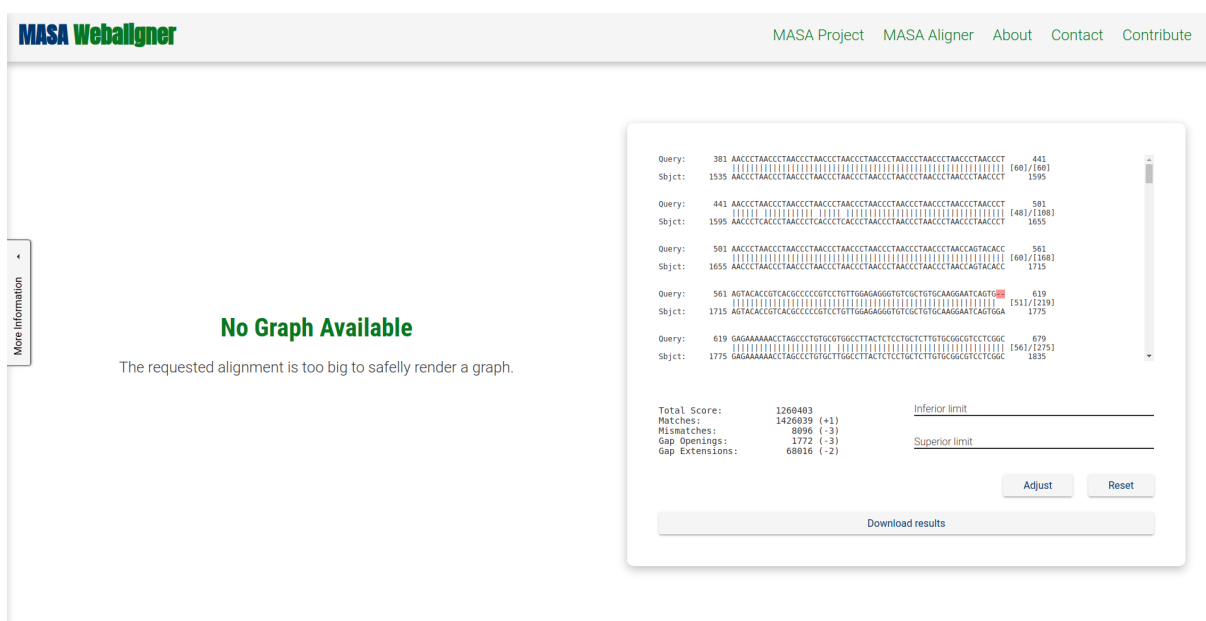 MASA Webaligner
MASA Project MASA Aligner About Contact Contribute
More Information
No Graph Available
The requested alignment is too big to safelly render a graph.
Query: 381 AACCCTAACCCTAACCCTAACCCTAACCCTAACCCTAACCCTAACCCTAACCCTAACCCT 441
|||||||||||||||||||||||||||||||||||||||||||||||||||||||||||| [60]/[60]
Sbjct: 1535 AACCCTAACCCTAACCCTAACCCTAACCCTAACCCTAACCCTAACCCTAACCCTAACCCT 1595
Query: 441 AACCCTAACCCTAACCCTAACCCTAACCCTAACCCTAACCCTAACCCTAACCCTAACCCT 501
|||||| ||||||||||| ||||| ||||||||||||||||||||||||||||||||||| [48]/[108]
Sbjct: 1595 AACCCTCACCCTAACCCTCACCCTCACCCTAACCCTAACCCTAACCCTAACCCTAACCCT 1655
Query: 501 AACCCTAACCCTAACCCTAACCCTAACCCTAACCCTAACCCTAACCCTAACCAGTACACC 561
|||||||||||||||||||||||||||||||||||||||||||||||||||||||||||| [60]/[168]
Sbjct: 1655 AACCCTAACCCTAACCCTAACCCTAACCCTAACCCTAACCCTAACCCTAACCAGTACACC 1715
Query: 561 AGTACACCGTCACGCCCCCGTCCTGTTGGAGAGGGTGTCGCTGTGCAAGGAATCAGTG-- 619
|||||||||||||||||||||||||||||||||||||||||||||||||||||||||| [51]/[219]
Sbjct: 1715 AGTACACCGTCACGCCCCCGTCCTGTTGGAGAGGGTGTCGCTGTGCAAGGAATCAGTGGA 1775
Query: 619 GAGAAAAAACCTAGCCCTGTGCGTGGCCTTACTCTCCTGCTCTTGTGCGGCGTCCTCGGC 679
|||||||||||||||||||||| ||||||||||||||||||||||||||||||||||||| [56]/[275]
Sbjct: 1775 GAGAAAAAACCTAGCCCTGTGCTTGGCCTTACTCTCCTGCTCTTGTGCGGCGTCCTCGGC 1835
Total Score: 1260403
Matches: 1426039 (+1)
Mismatches: 8096 (-3)
Gap Openings: 1772 (-3)
Gap Extensions: 68016 (-2)
Inferior limit
Superior limit
Adjust Reset
Download results